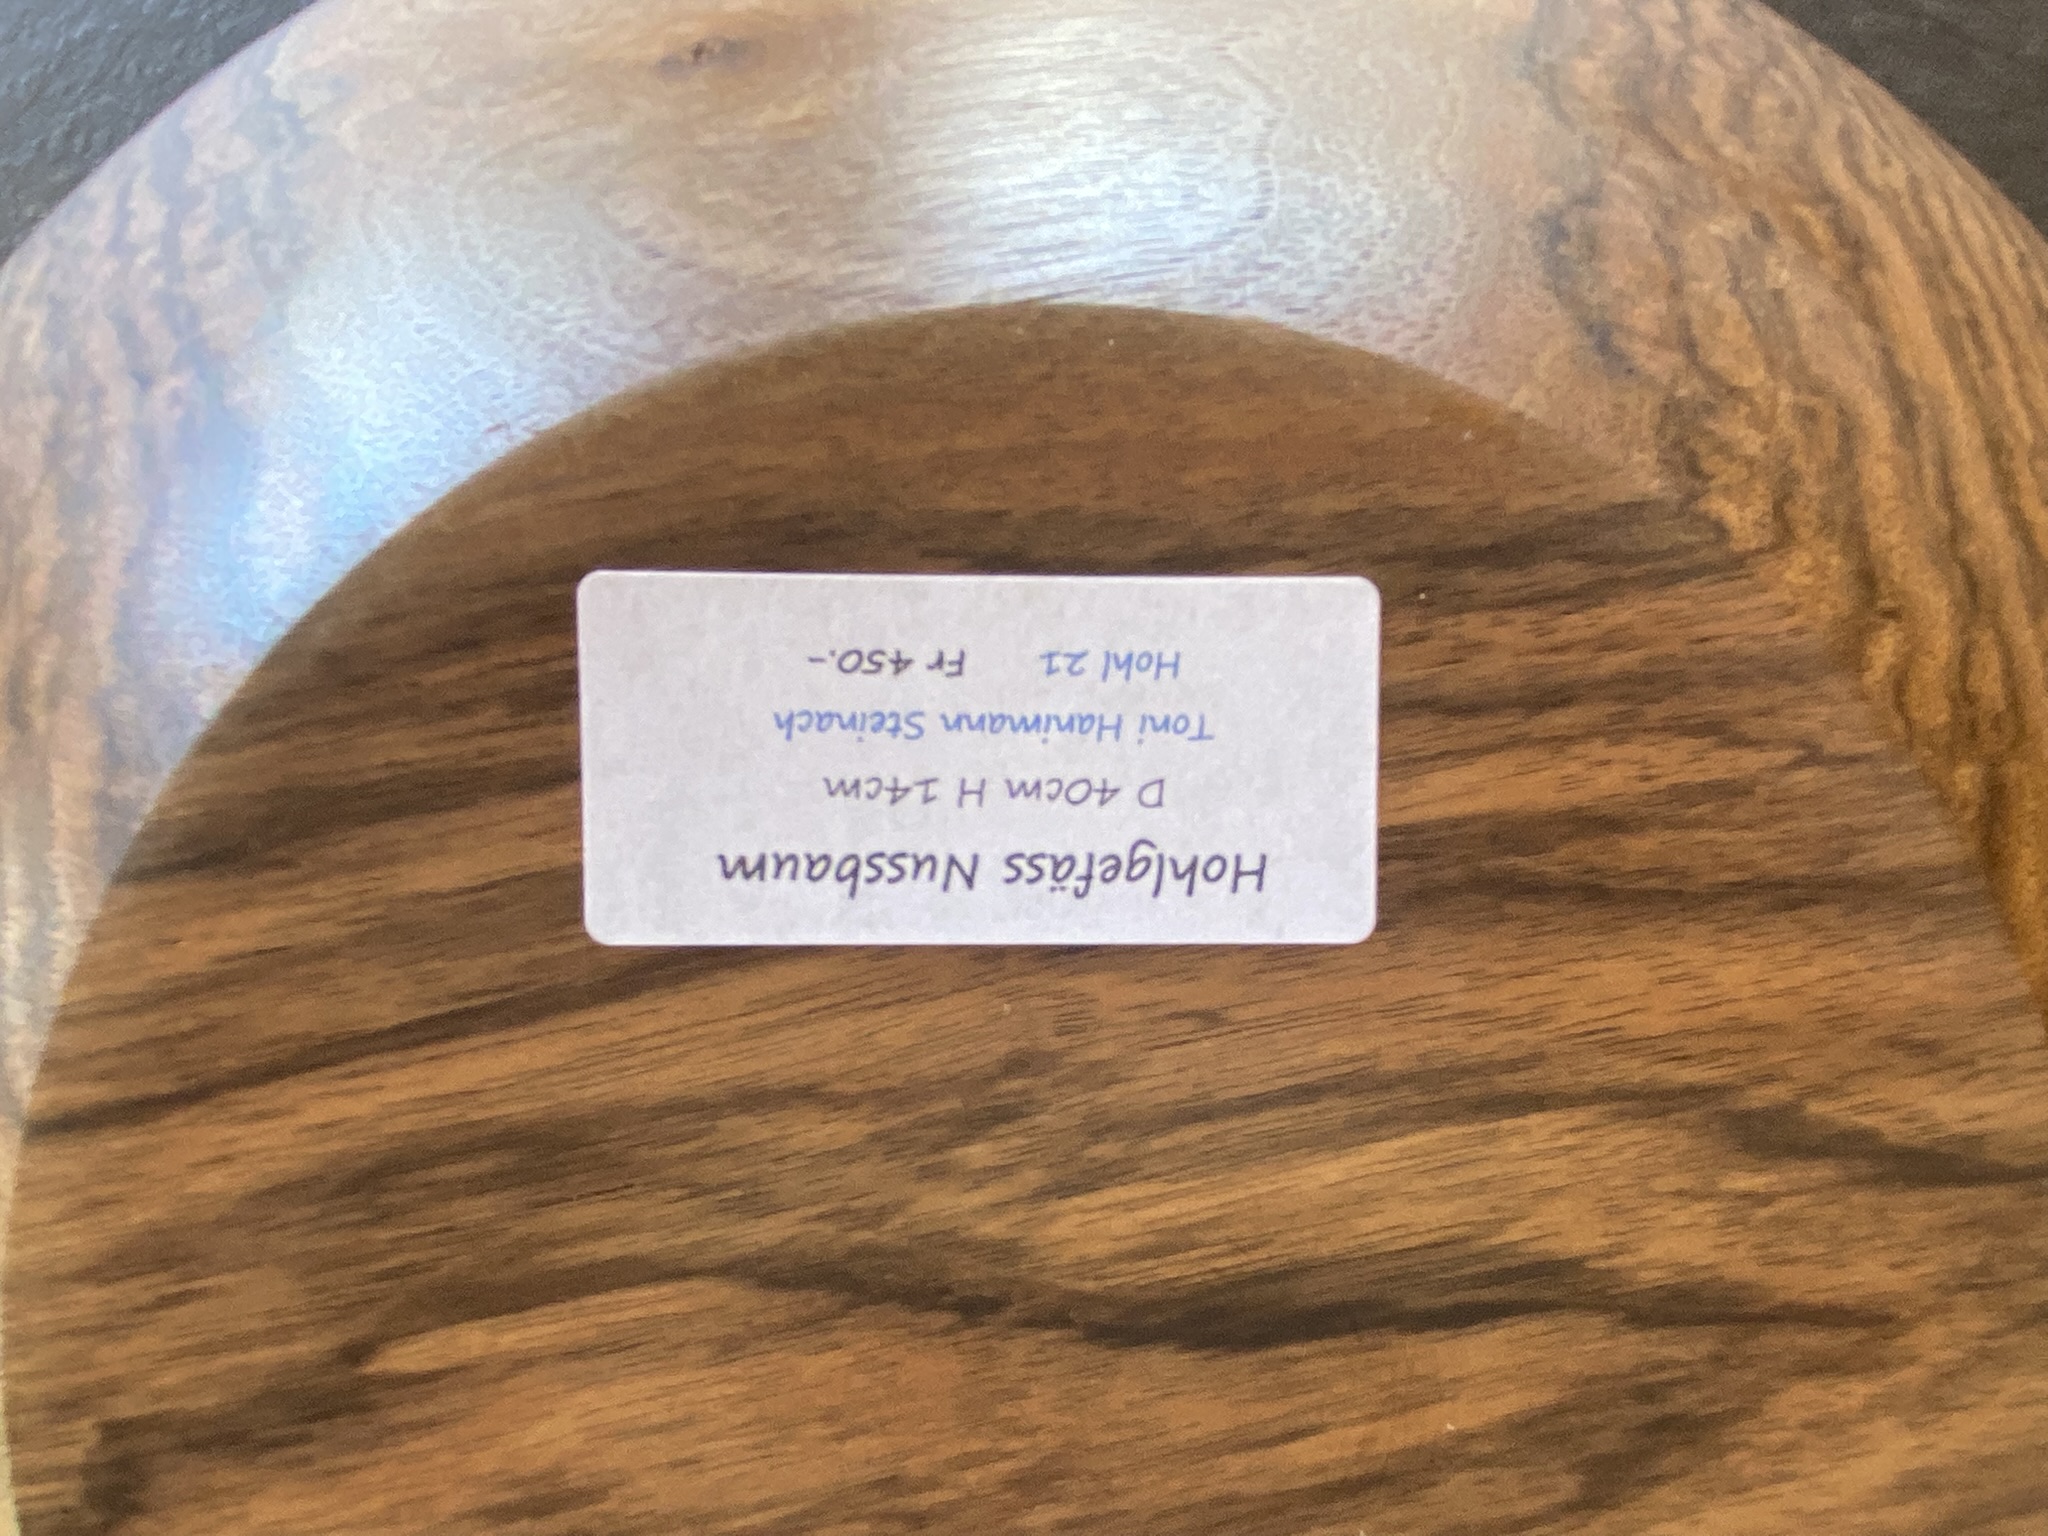 Hohlgefäss Nussbaum
D 40cm H 14cm
Toni Hanimann Steinach
Hohl 21 Fr 450.-